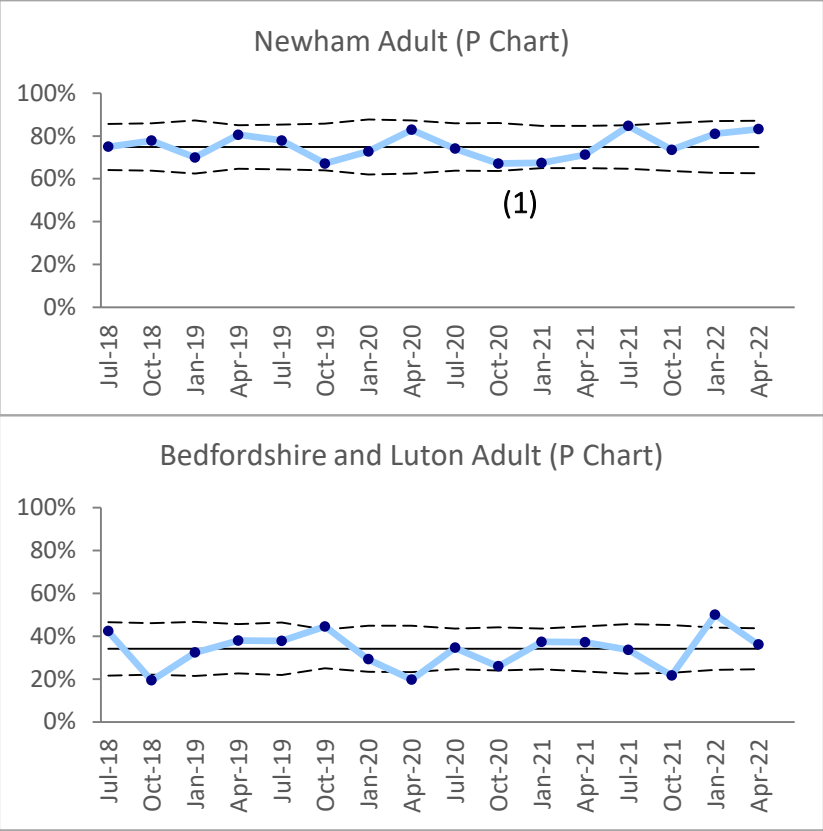 Newham Adult (P Chart)
100%
80%
60%
40%
20%
0%
(1)
Jul-18
Oct-18
Jan-19
Apr-19
Jul-19
Oct-19
Jan-20
Apr-20
Jul-20
Oct-20
Jan-21
Apr-21
Jul-21
Oct-21
Jan-22
Apr-22
Bedfordshire and Luton Adult (P Chart)
100%
80%
60%
40%
20%
0%
Jul-18
Oct-18
Jan-19
Apr-19
Jul-19
Oct-19
Jan-20
Apr-20
Jul-20
Oct-20
Jan-21
Apr-21
Jul-21
Oct-21
Jan-22
Apr-22